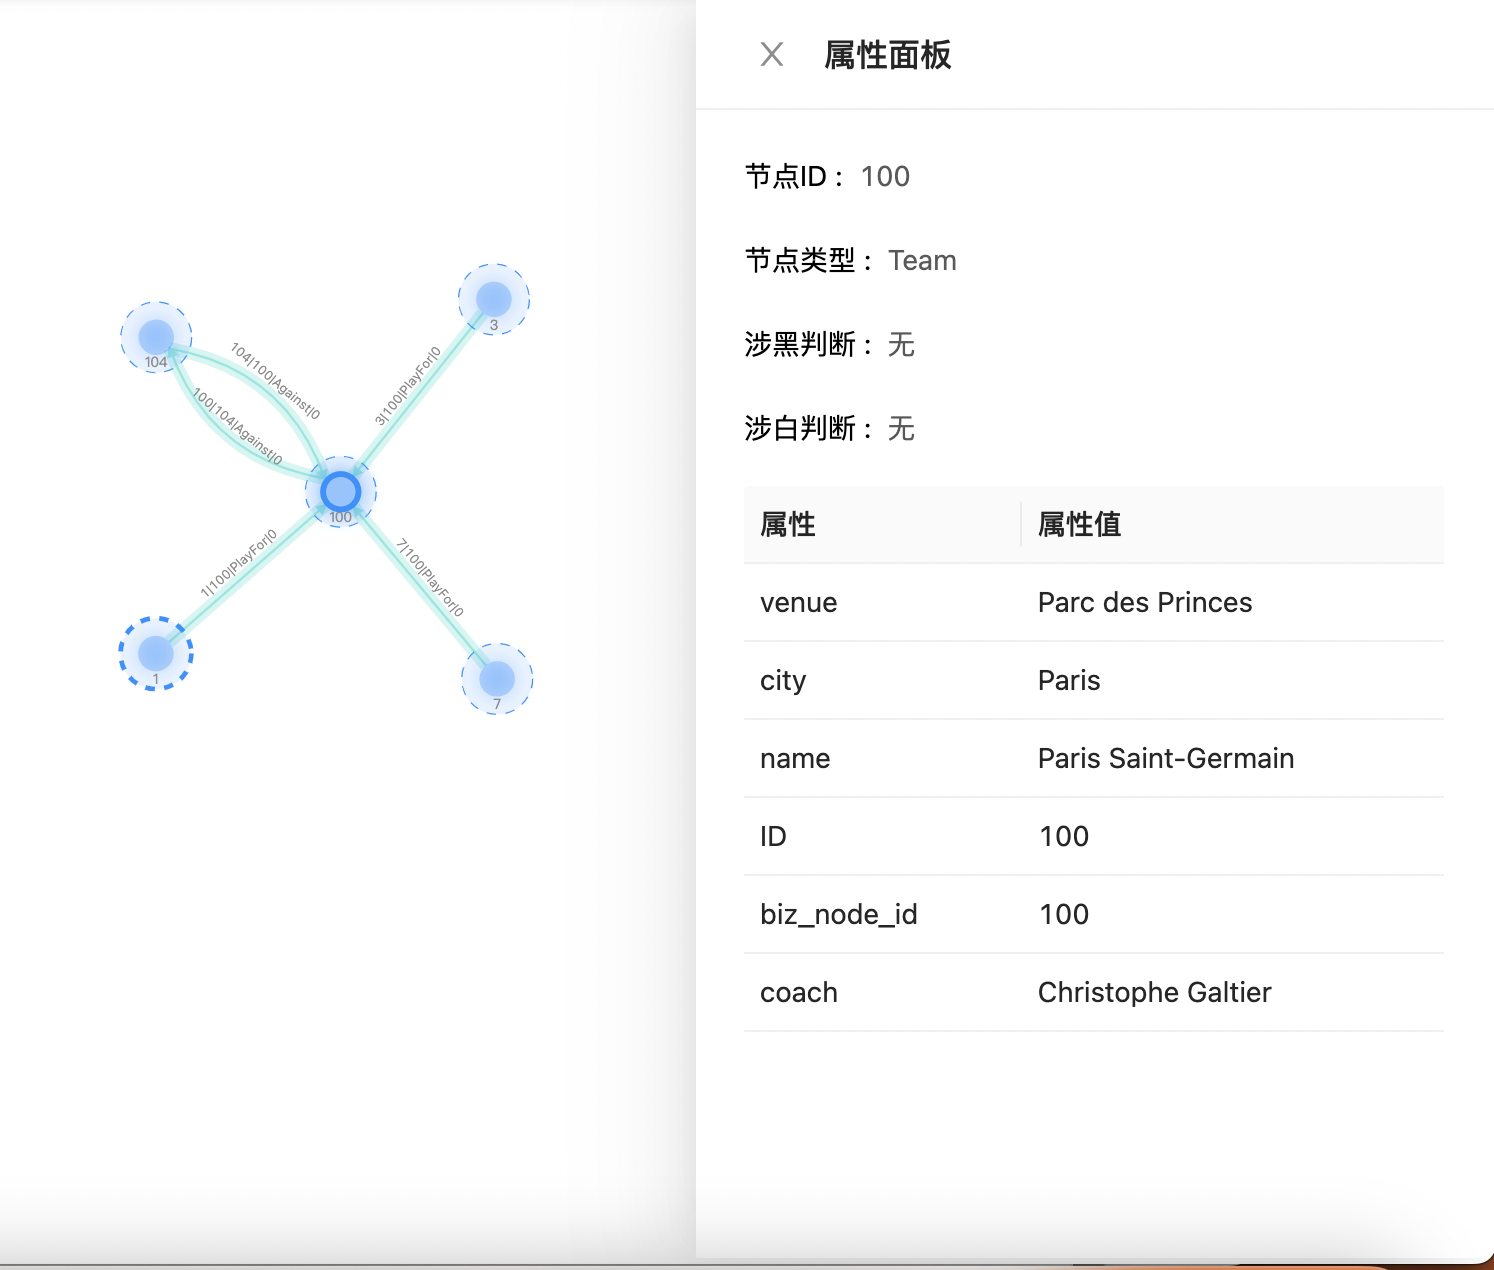 属性面板
节点ID： 100
节点类型： Team
涉黑判断： 无
涉白判断： 无
属性 属性值
venue Parc des Princes
city Paris
name Paris Saint-Germain
ID 100
biz_node_id 100
coach Christophe Galtier
3
104
104|100|Against|0
3|100|PlayFor|0
100|104|Against|0
100
1|100|PlayFor|0
7|100|PlayFor|0
1
7